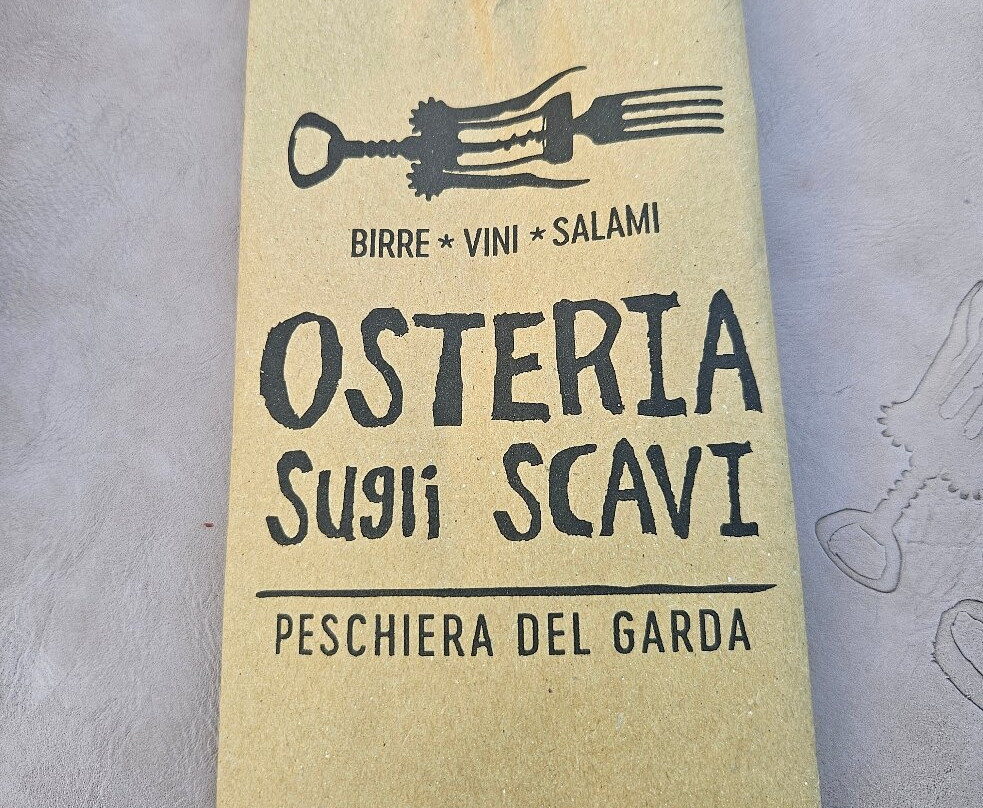 BIRRE * VINI * SALAMI
OSTERIA
Sugli SCAVI
PESCHIERA DEL GARDA